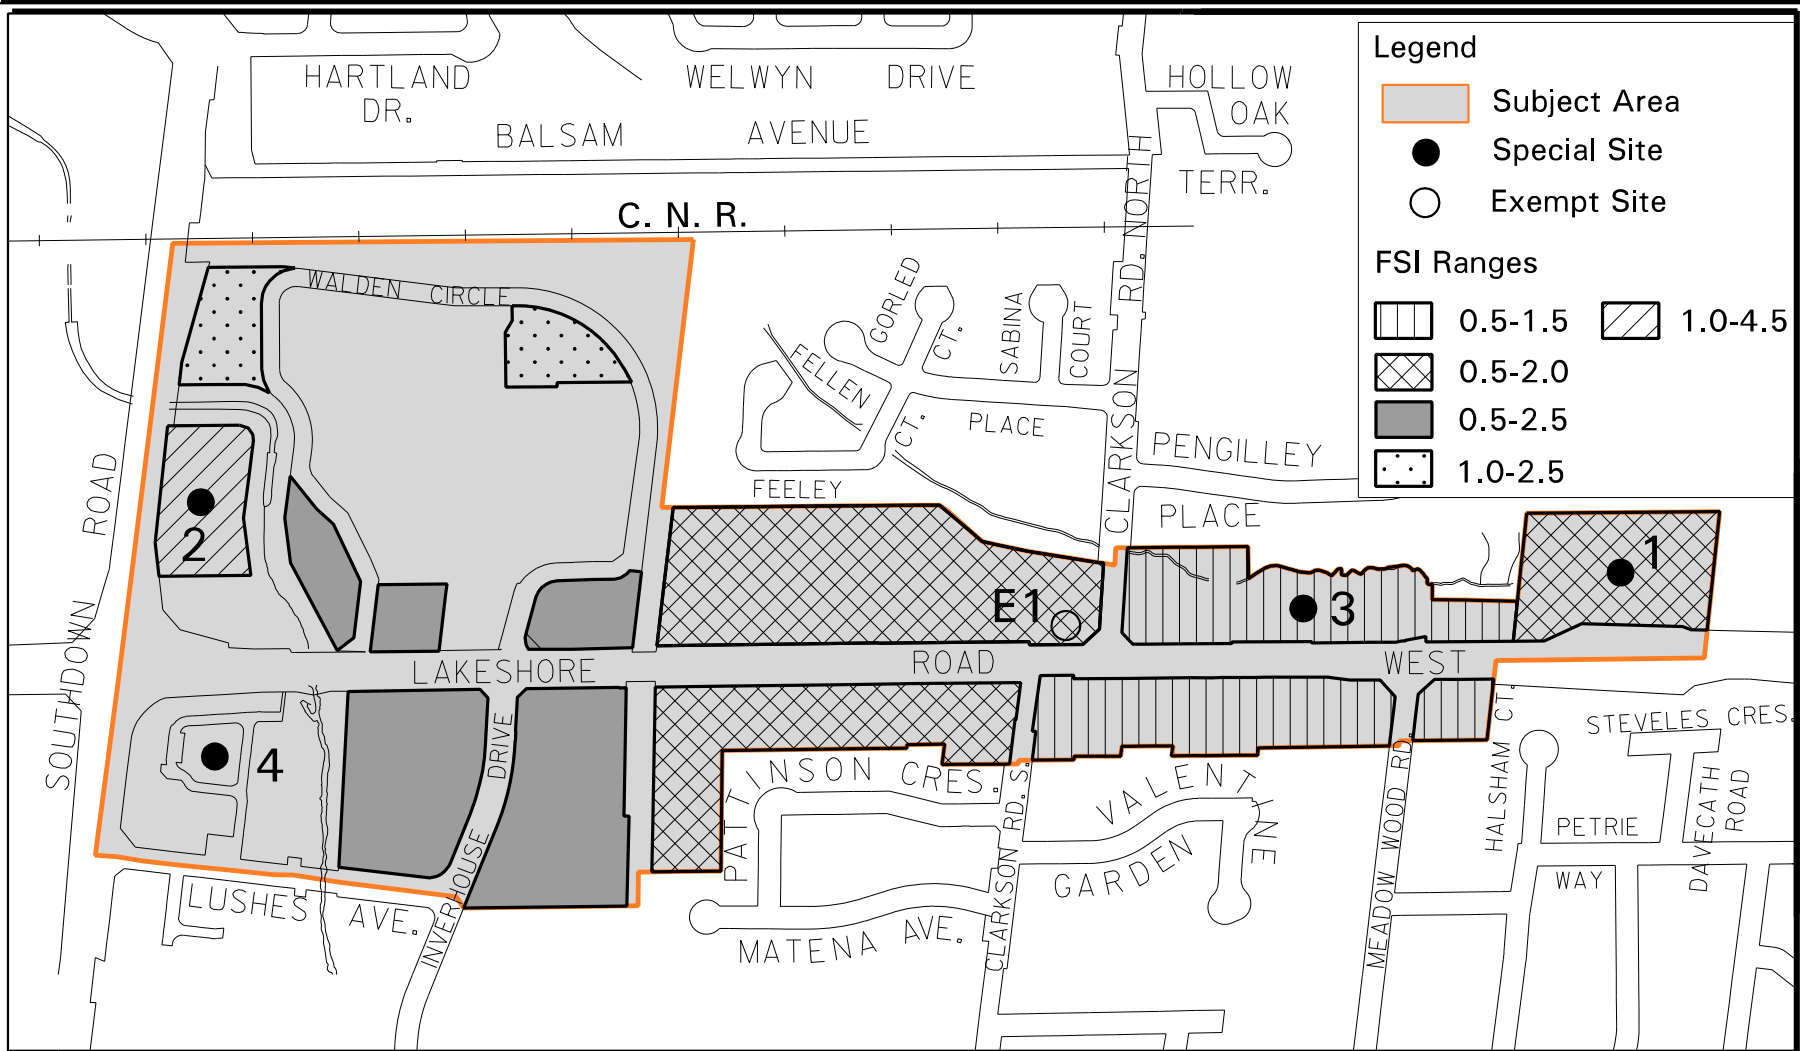 HARTLAND
DR.
WELWYN DRIVE
BALSAM AVENUE
HOLLOW
OAK
TERR.
C. N. R.
CLARKSON RD. NORTH
WALDEN CIRCLE
GORLED
CT.
SABINA
COURT
FELLEN
PLACE
CT.
FEELEY
PENGILLEY
PLACE
SOUTHDOWN ROAD
2
E1
3
1
LAKESHORE ROAD WEST
4
INVERHOUSE DRIVE
LUSHES AVE.
PATTINSON CRES.
CLARKSON RD. S.
VALENTINE
GARDEN
MATENA AVE.
MEADOW WOOD RD.
HALSHAM CT.
STEVELES CRES.
DAVECATH
ROAD
PETRIE
WAY
Legend
Subject Area
Special Site
Exempt Site
FSI Ranges
0.5-1.5
1.0-4.5
0.5-2.0
0.5-2.5
1.0-2.5